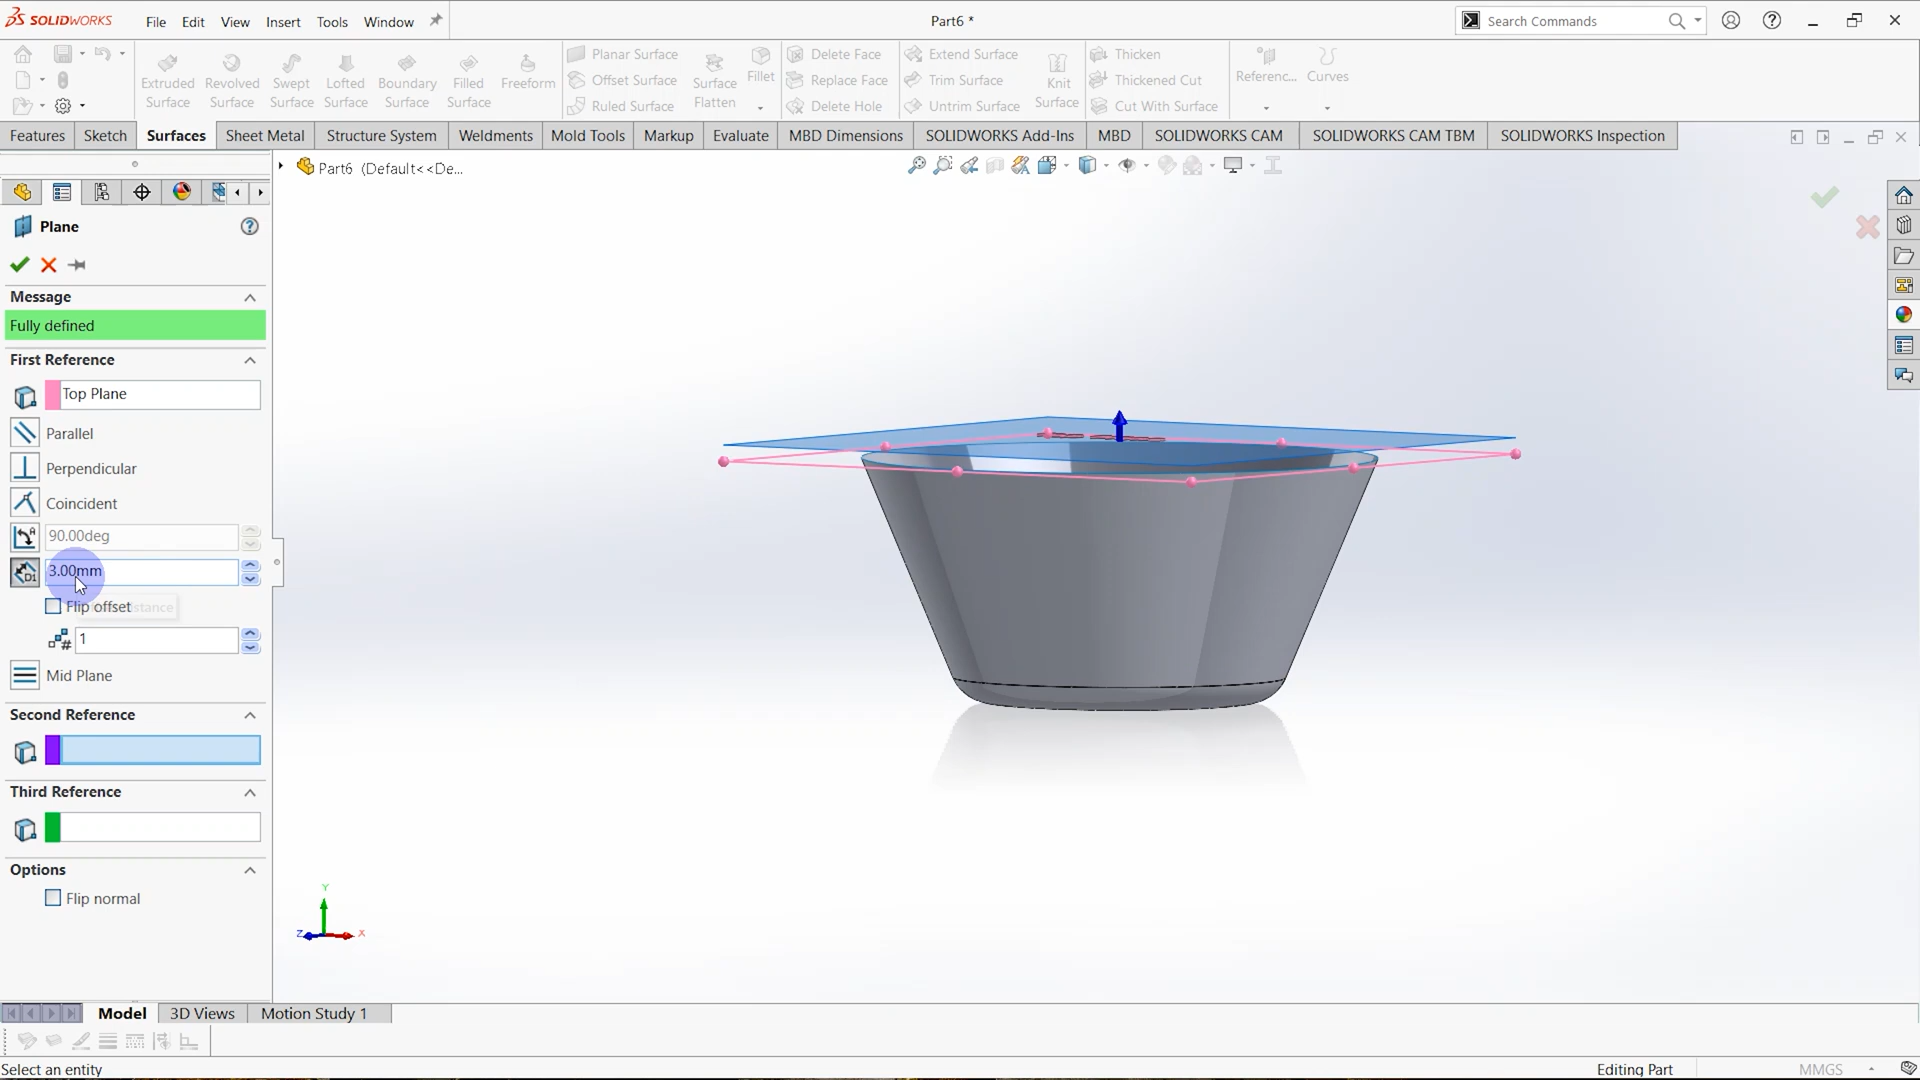 SOLIDWORKS File Edit View Insert Tools Window Part6 * Search Commands
Planar Surface Delete Face Extend Surface Thicken
Extruded Surface Revolved Surface Swept Surface Lofted Surface Boundary Surface Filled Surface Freeform Offset Surface Surface Flatten Fillet Replace Face Trim Surface Knit Surface Thickened Cut Referenc... Curves
Ruled Surface Delete Hole Untrim Surface Cut With Surface
Features Sketch Surfaces Sheet Metal Structure System Weldments Mold Tools Markup Evaluate MBD Dimensions SOLIDWORKS Add-Ins MBD SOLIDWORKS CAM SOLIDWORKS CAM TBM SOLIDWORKS Inspection
Part6 (Default<<De...
Plane
Message
Fully defined
First Reference
Top Plane
Parallel
Perpendicular
Coincident
90.00deg
3.00mm
Flip offset
1
Mid Plane
Second Reference
Third Reference
Options
Flip normal
Y
Z X
Model 3D Views Motion Study 1
Select an entity Editing Part MMGS